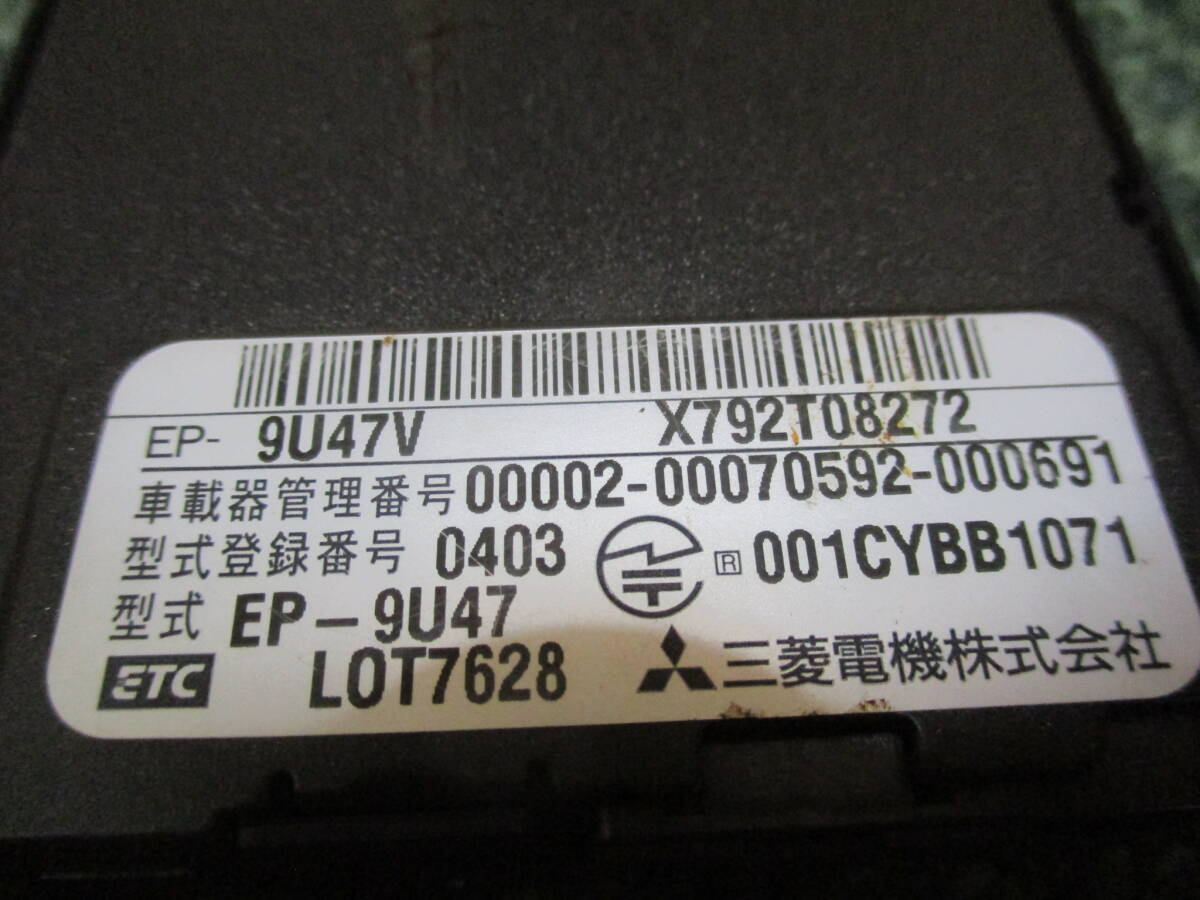 EP- 9U47V X792T08272
車載器管理番号 00002-00070592-000691
型式登録番号 0403 R 001CYBB1071
型式 EP-9U47
ETC LOT7628 三菱電機株式会社